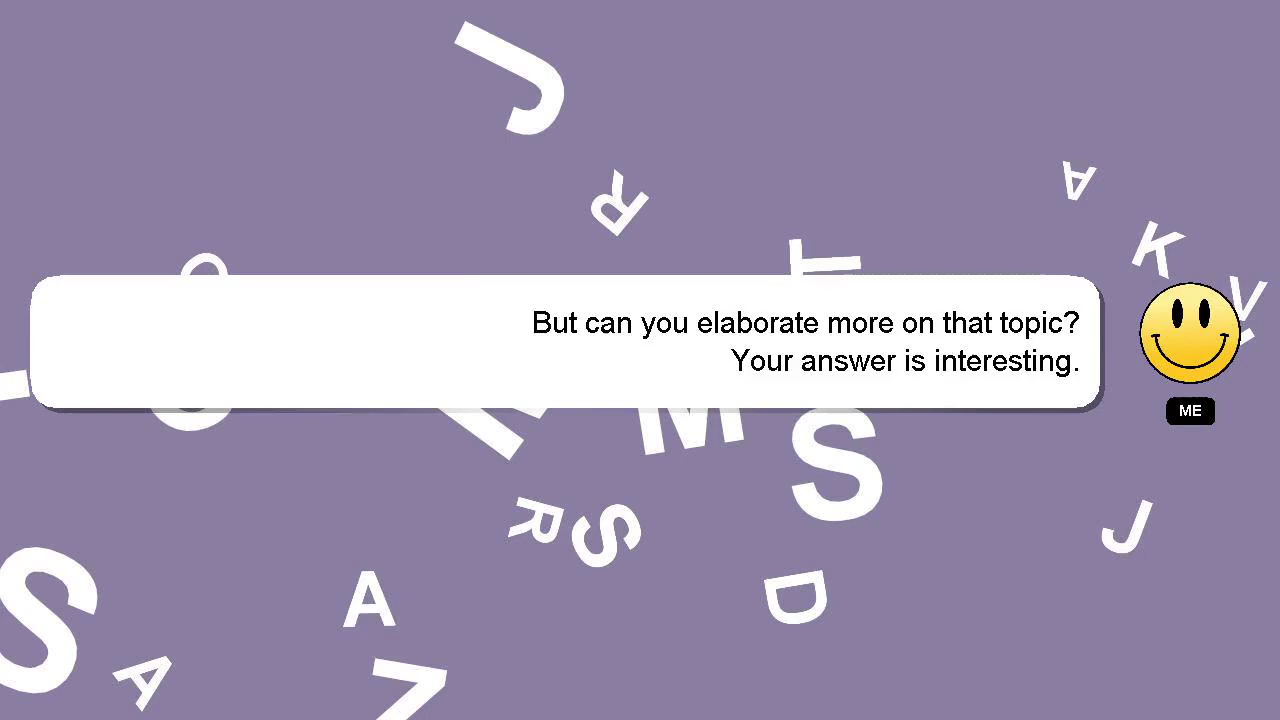 But can you elaborate more on that topic?
Your answer is interesting.
ME
J
R
A
K
T
V
M
S
R
S
J
S
A
D
A
Z